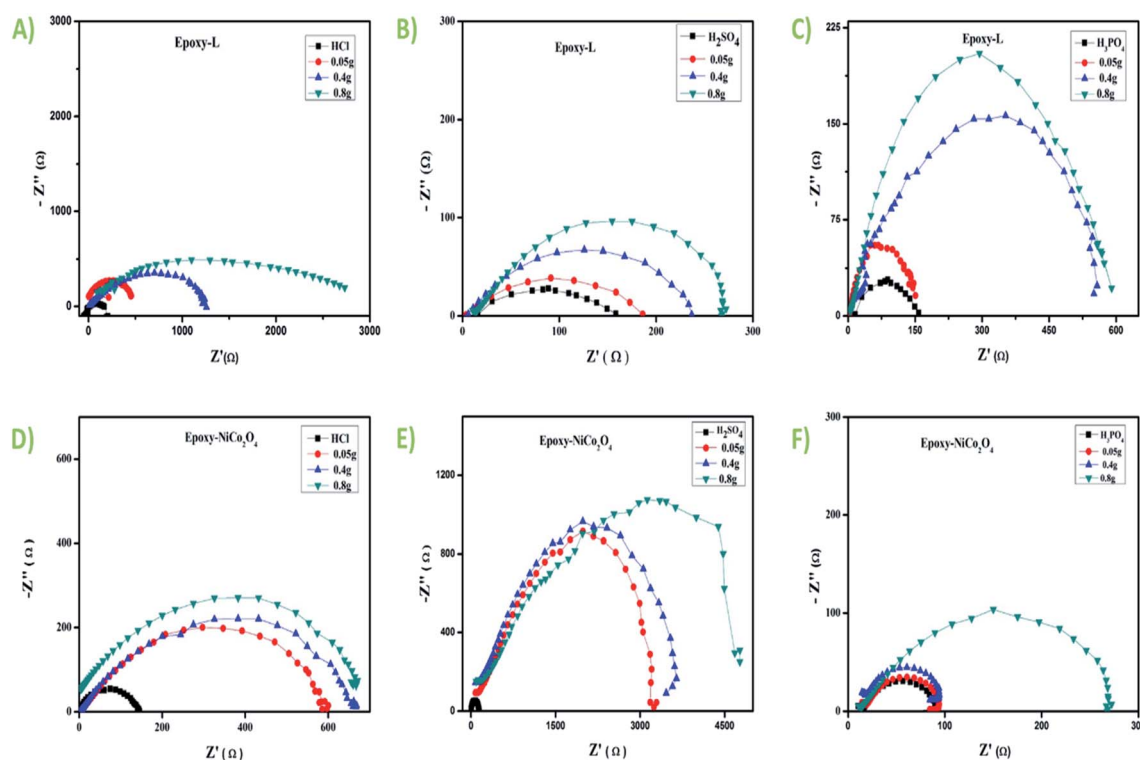 A)
Epoxy-L
HCl
0.05g
0.4g
0.8g
3000
2000
1000
0
- Z'' (Ω)
0 1000 2000 3000
Z'(Ω)
B)
Epoxy-L
H₂SO₄
0.05g
0.4g
0.8g
300
200
100
0
- Z'' (Ω)
0 100 200 300
Z' ( Ω )
C)
Epoxy-L
H₃PO₄
0.05g
0.4g
0.8g
225
150
75
0
- Z'' (Ω)
0 150 300 450 600
Z' (Ω)
D)
Epoxy-NiCo₂O₄
HCl
0.05g
0.4g
0.8g
600
400
200
0
-Z'' ( Ω )
0 200 400 600
Z' ( Ω )
E)
Epoxy-NiCo₂O₄
H₂SO₄
0.05g
0.4g
0.8g
1200
800
400
0
-Z'' ( Ω )
0 1500 3000 4500
Z' ( Ω )
F)
Epoxy-NiCo₂O₄
H₃PO₄
0.05g
0.4g
0.8g
300
200
100
0
- Z'' (Ω)
0 100 200
Z' (Ω)